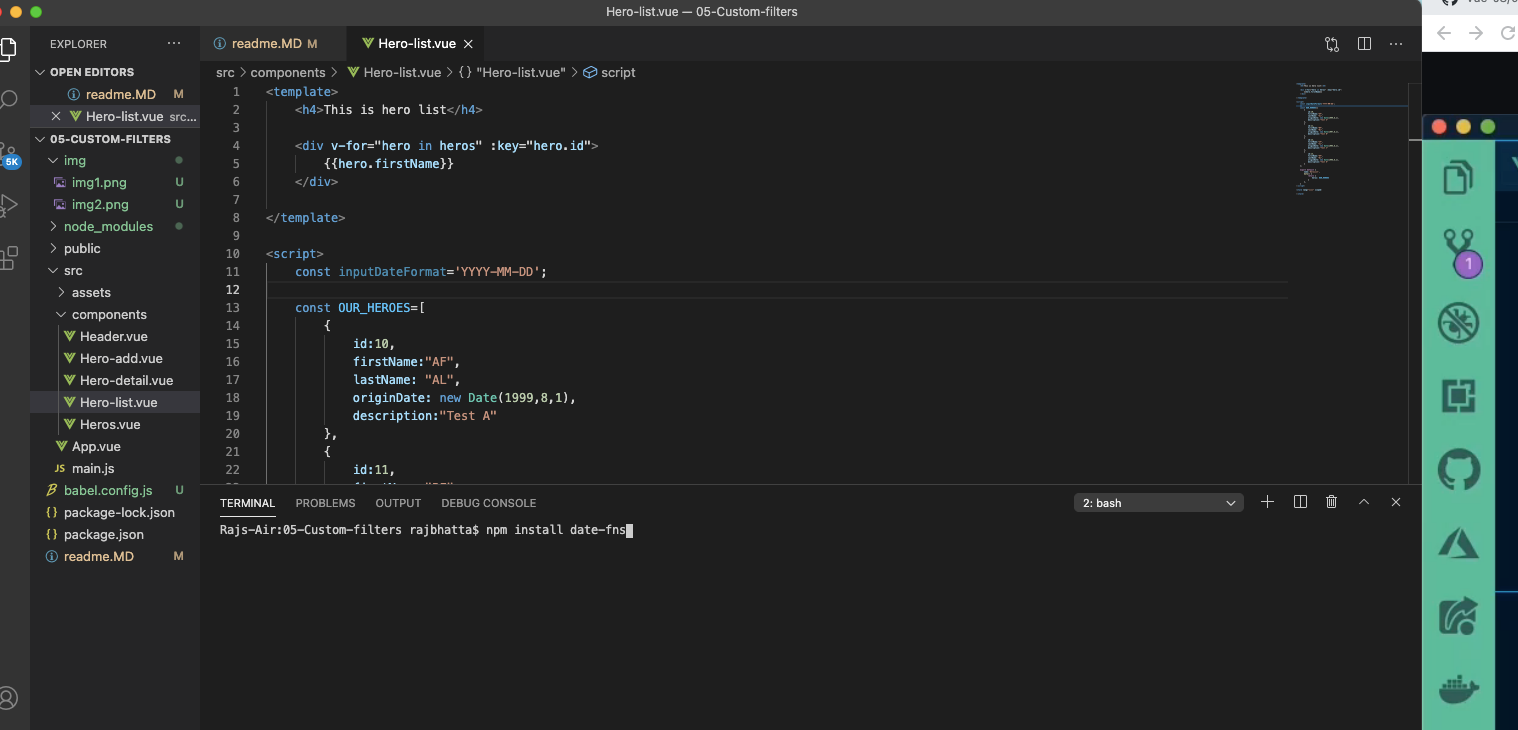 Hero-list.vue — 05-Custom-filters
EXPLORER
OPEN EDITORS
readme.MD M
Hero-list.vue src...
05-CUSTOM-FILTERS
img
img1.png U
img2.png U
node_modules
public
src
assets
components
Header.vue
Hero-add.vue
Hero-detail.vue
Hero-list.vue
Heros.vue
App.vue
JS main.js
babel.config.js U
{} package-lock.json
{} package.json
readme.MD M
5K
readme.MD M
Hero-list.vue
src > components > Hero-list.vue > {} "Hero-list.vue" > script
1 <template>
2 <h4>This is hero list</h4>
3
4 <div v-for="hero in heros" :key="hero.id">
5 {{hero.firstName}}
6 </div>
7
8 </template>
9
10 <script>
11 const inputDateFormat='YYYY-MM-DD';
12
13 const OUR_HEROES=[
14 {
15 id:10,
16 firstName:"AF",
17 lastName: "AL",
18 originDate: new Date(1999,8,1),
19 description:"Test A"
20 },
21 {
22 id:11,
TERMINAL PROBLEMS OUTPUT DEBUG CONSOLE 2: bash
Rajs-Air:05-Custom-filters rajbhatta$ npm install date-fns
1